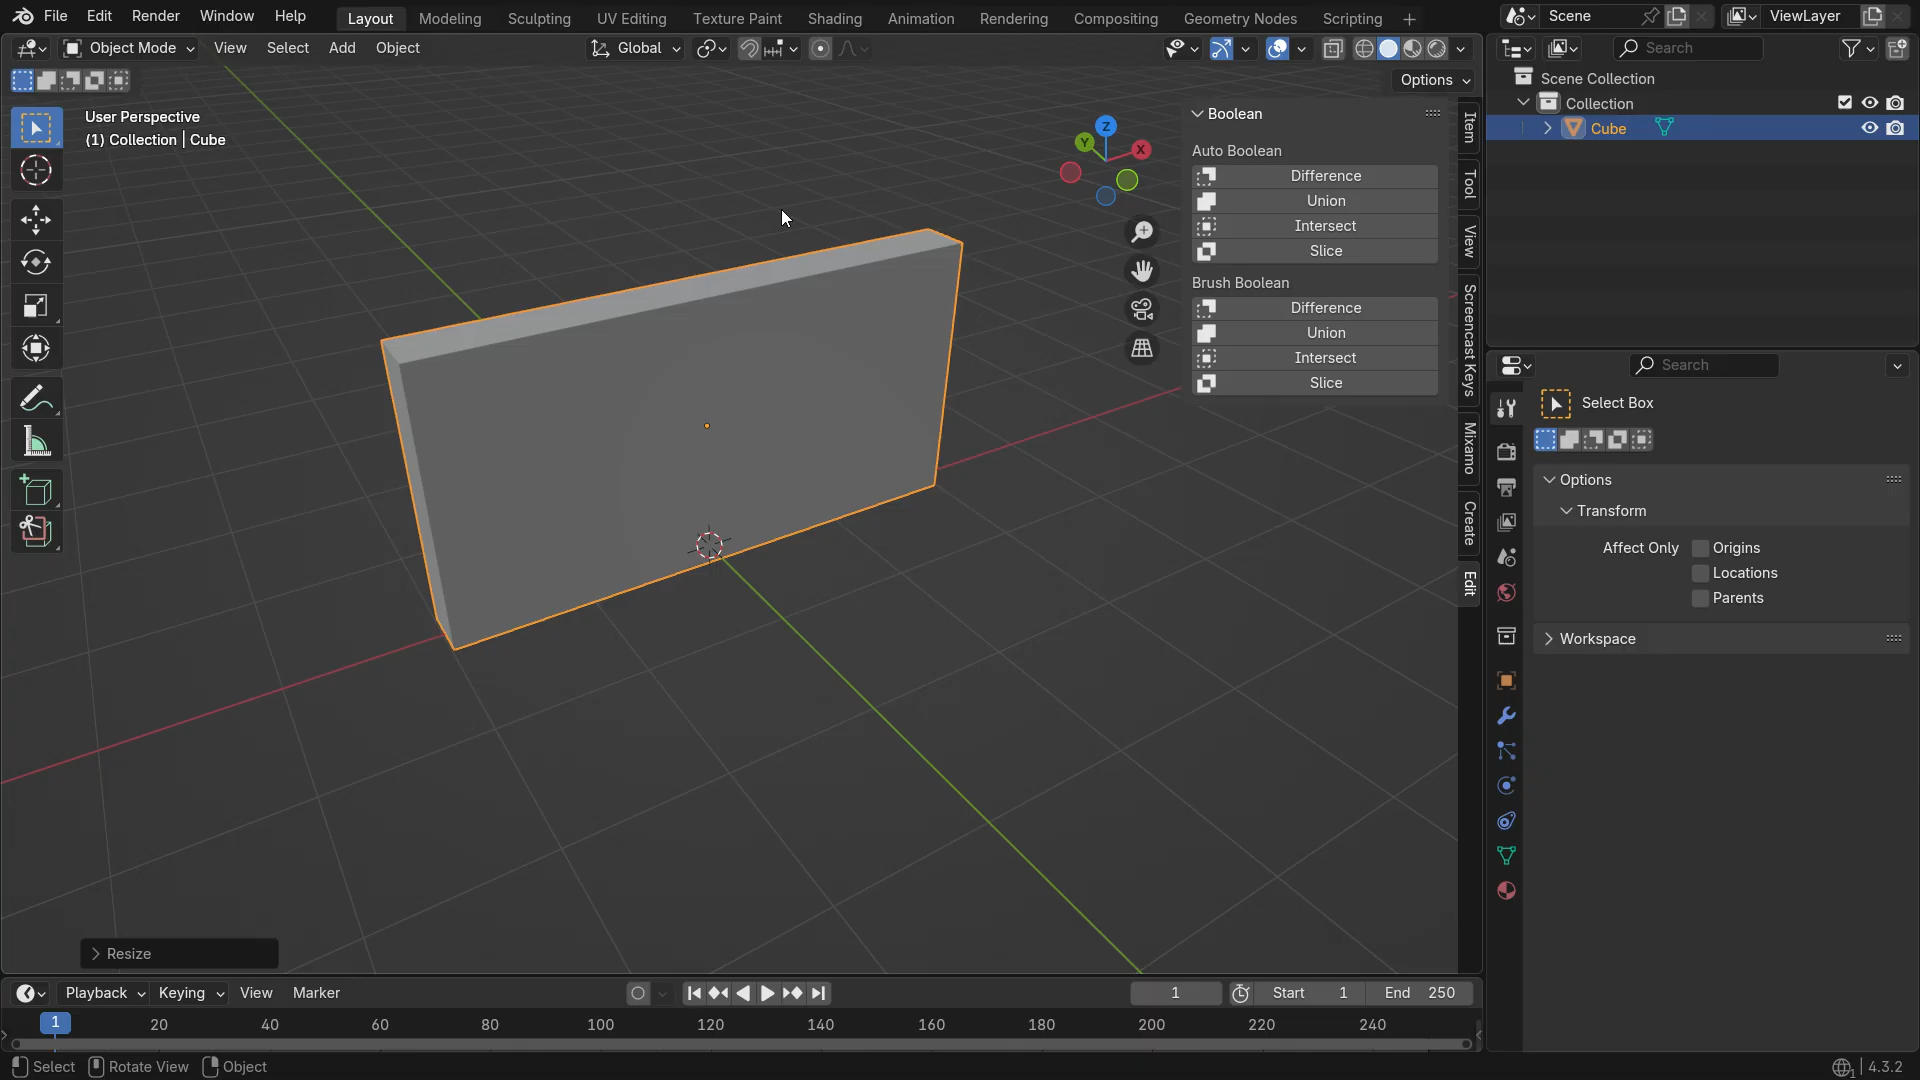 File Edit Render Window Help Layout Modeling Sculpting UV Editing Texture Paint Shading Animation Rendering Compositing Geometry Nodes Scripting Scene ViewLayer
Object Mode View Select Add Object Global Search
Options
User Perspective
(1) Collection | Cube
Z
Y
X
Boolean
Auto Boolean
Difference
Union
Intersect
Slice
Brush Boolean
Difference
Union
Intersect
Slice
Item
Tool
View
Screencast Keys
Mixamo
Create
Edit
Scene Collection
Collection
Cube
Search
Select Box
Options
Transform
Affect Only Origins
Locations
Parents
Workspace
Resize
Playback Keying View Marker 1 Start 1 End 250
1 20 40 60 80 100 120 140 160 180 200 220 240
Select Rotate View Object 1 4.3.2